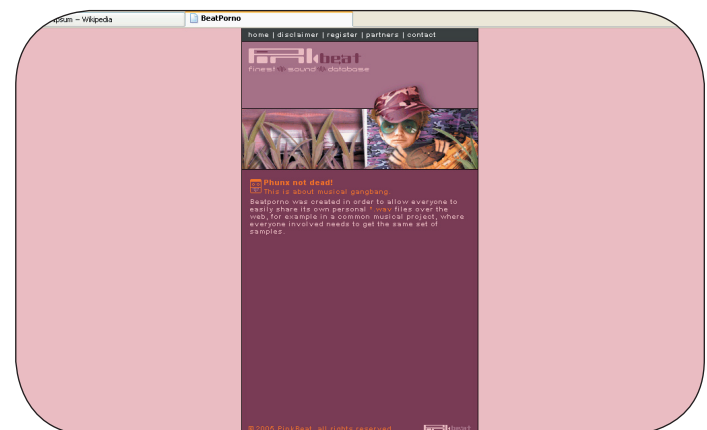 ipsum – Wikipedia
BeatPorno
home | disclaimer | register | partners | contact
Pinkbeat
finest sound database
Phunx not dead!
This is about musical gangbang.
Beatporno was created in order to allow everyone to
easily share its own personal *.wav files over the
web, for example in a common musical project, where
everyone involved needs to get the same set of
samples.
© 2005 PinkBeat, all rights reserved